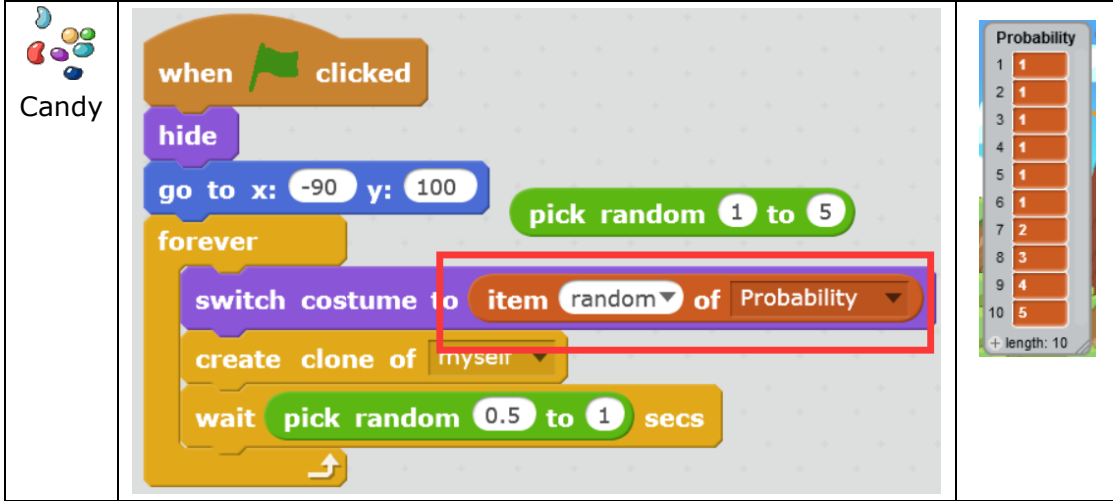 Candy
when clicked
hide
go to x: -90 y: 100
pick random 1 to 5
forever
switch costume to item random of Probability
create clone of myself
wait pick random 0.5 to 1 secs
Probability
1 1
2 1
3 1
4 1
5 1
6 1
7 2
8 3
9 4
10 5
+ length: 10